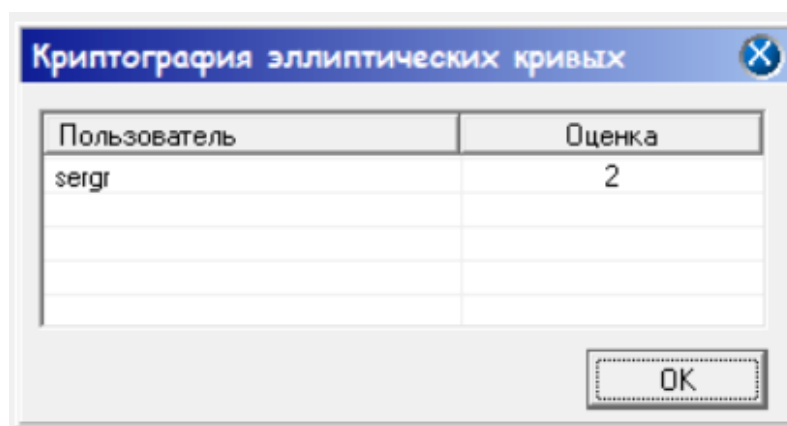 Криптография эллиптических кривых
Пользователь Оценка
sergr 2
OK